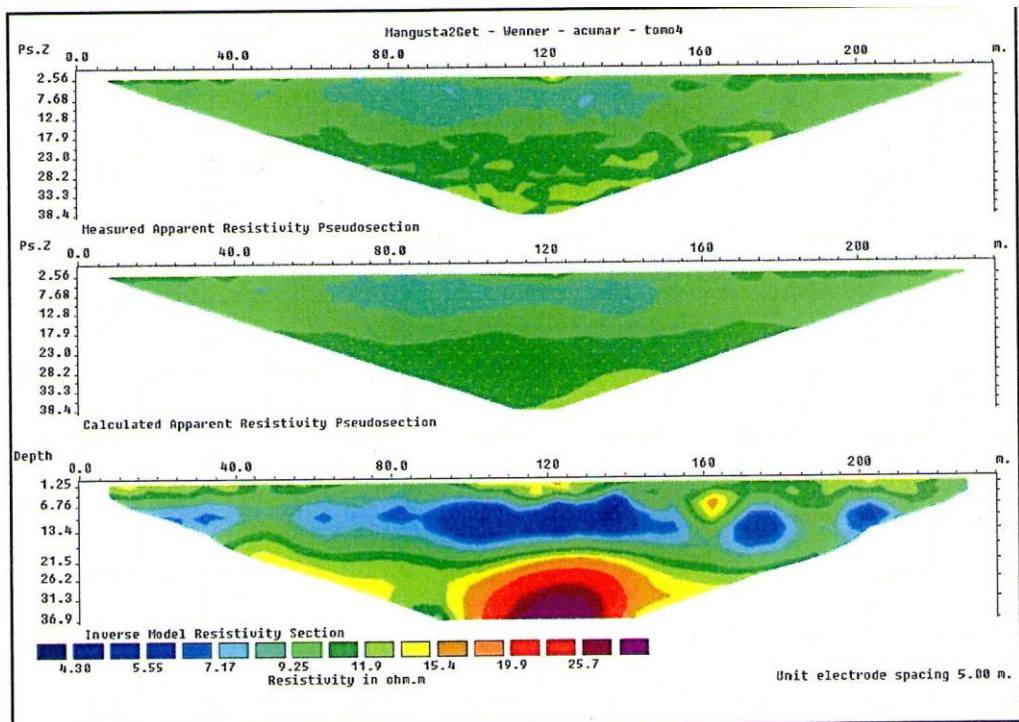 Mangusta2Get - Wenner - acumar - tomo4
Ps.Z 0.0 40.0 80.0 120 160 200 m.
2.56
7.68
12.8
17.9
23.0
28.2
33.3
38.4
Measured Apparent Resistivity Pseudosection
Ps.Z 0.0 40.0 80.0 120 160 200 m.
2.56
7.68
12.8
17.9
23.0
28.2
33.3
38.4
Calculated Apparent Resistivity Pseudosection
Depth 0.0 40.0 80.0 120 160 200 m.
1.25
6.76
13.4
21.5
26.2
31.3
36.9
Inverse Model Resistivity Section
4.30 5.55 7.17 9.25 11.9 15.4 19.9 25.7
Resistivity in ohm.m
Unit electrode spacing 5.00 m.